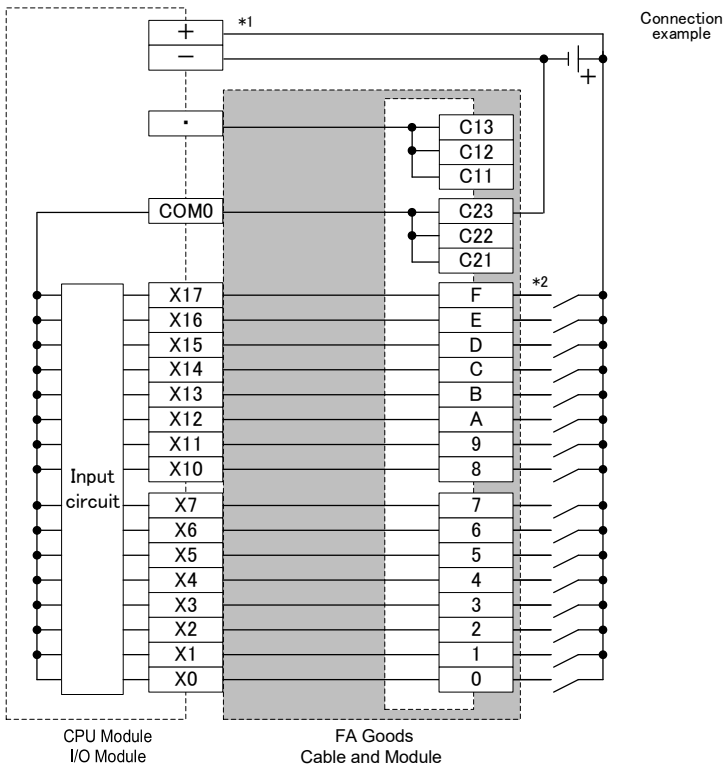 Connection
example
+ *1
−
+
・ C13
C12
C11
COM0 C23
C22
C21
*2
X17 F
X16 E
X15 D
X14 C
X13 B
X12 A
X11 9
X10 8
Input
circuit
X7 7
X6 6
X5 5
X4 4
X3 3
X2 2
X1 1
X0 0
CPU Module
I/O Module
FA Goods
Cable and Module